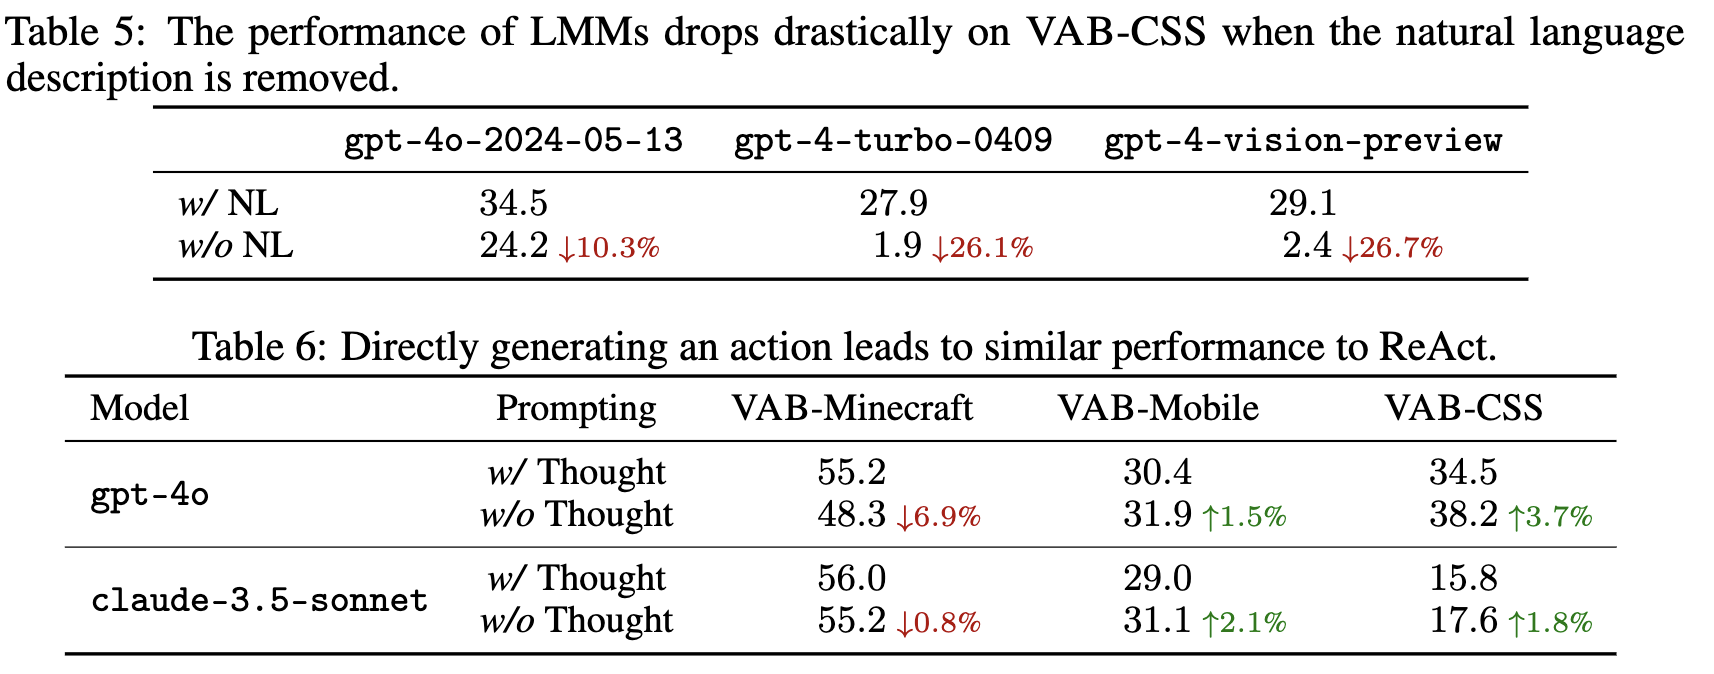 Table 5: The performance of LMMs drops drastically on VAB-CSS when the natural language
description is removed.
gpt-4o-2024-05-13 gpt-4-turbo-0409 gpt-4-vision-preview
w/ NL 34.5 27.9 29.1
w/o NL 24.2 ↓10.3% 1.9 ↓26.1% 2.4 ↓26.7%
Table 6: Directly generating an action leads to similar performance to ReAct.
Model Prompting VAB-Minecraft VAB-Mobile VAB-CSS
gpt-4o
w/ Thought 55.2 30.4 34.5
w/o Thought 48.3 ↓6.9% 31.9 ↑1.5% 38.2 ↑3.7%
claude-3.5-sonnet
w/ Thought 56.0 29.0 15.8
w/o Thought 55.2 ↓0.8% 31.1 ↑2.1% 17.6 ↑1.8%